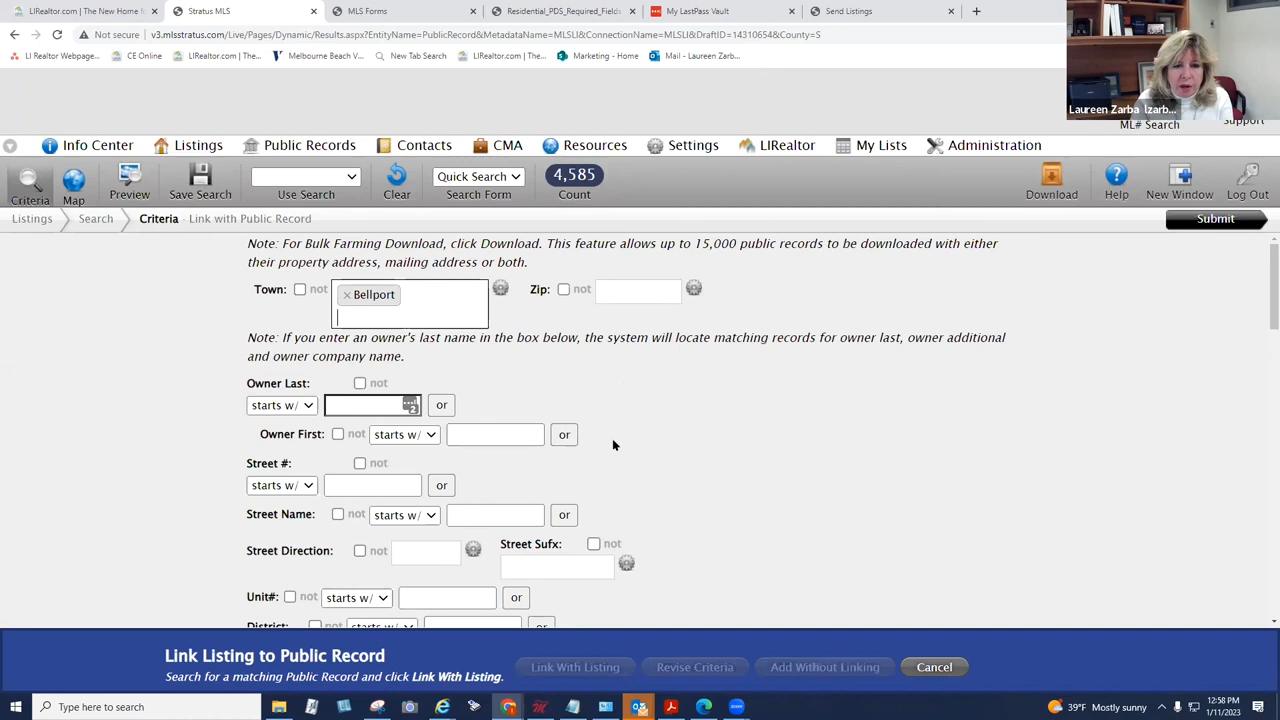 LIRealtor.com | The New Home f
Stratus MLS
MLS Forms
Residential_PDS_Required_Fields
My LastPass Vault
Send Listings
Not secure | v3.mlsstratus.com/Live/Pages/Dynamic/Results.asp
LI Realtor Webpage...
CE Online
LIRealtor.com | The...
Melbourne Beach V...
New Tab Search
LIRealtor.com | The...
Marketing - Home
Mail - Laureen Zarb...
Laureen Zarba lzarb...
ML# Search
Support
Info Center
Listings
Public Records
Contacts
CMA
Resources
Settings
LIRealtor
My Lists
Administration
Criteria
Map
Preview
Save Search
Use Search
Clear
Quick Search
Search Form
4,585
Count
Download
Help
New Window
Log Out
Listings
Search
Criteria - Link with Public Record
Submit
Note: For Bulk Farming Download, click Download. This feature allows up to 15,000 public records to be downloaded with either
their property address, mailing address or both.
Town: not × Bellport Zip: not
Note: If you enter an owner's last name in the box below, the system will locate matching records for owner last, owner additional
and owner company name.
Owner Last: not
starts w/ 2 or
Owner First: not starts w/ or
Street #: not
starts w/ or
Street Name: not starts w/ or
Street Direction: not Street Sufx: not
Unit#: not starts w/ or
District: not starts w/ or
Link Listing to Public Record
Search for a matching Public Record and click Link With Listing.
Link With Listing
Revise Criteria
Add Without Linking
Cancel
Type here to search
39°F Mostly sunny
12:58 PM
1/11/2023